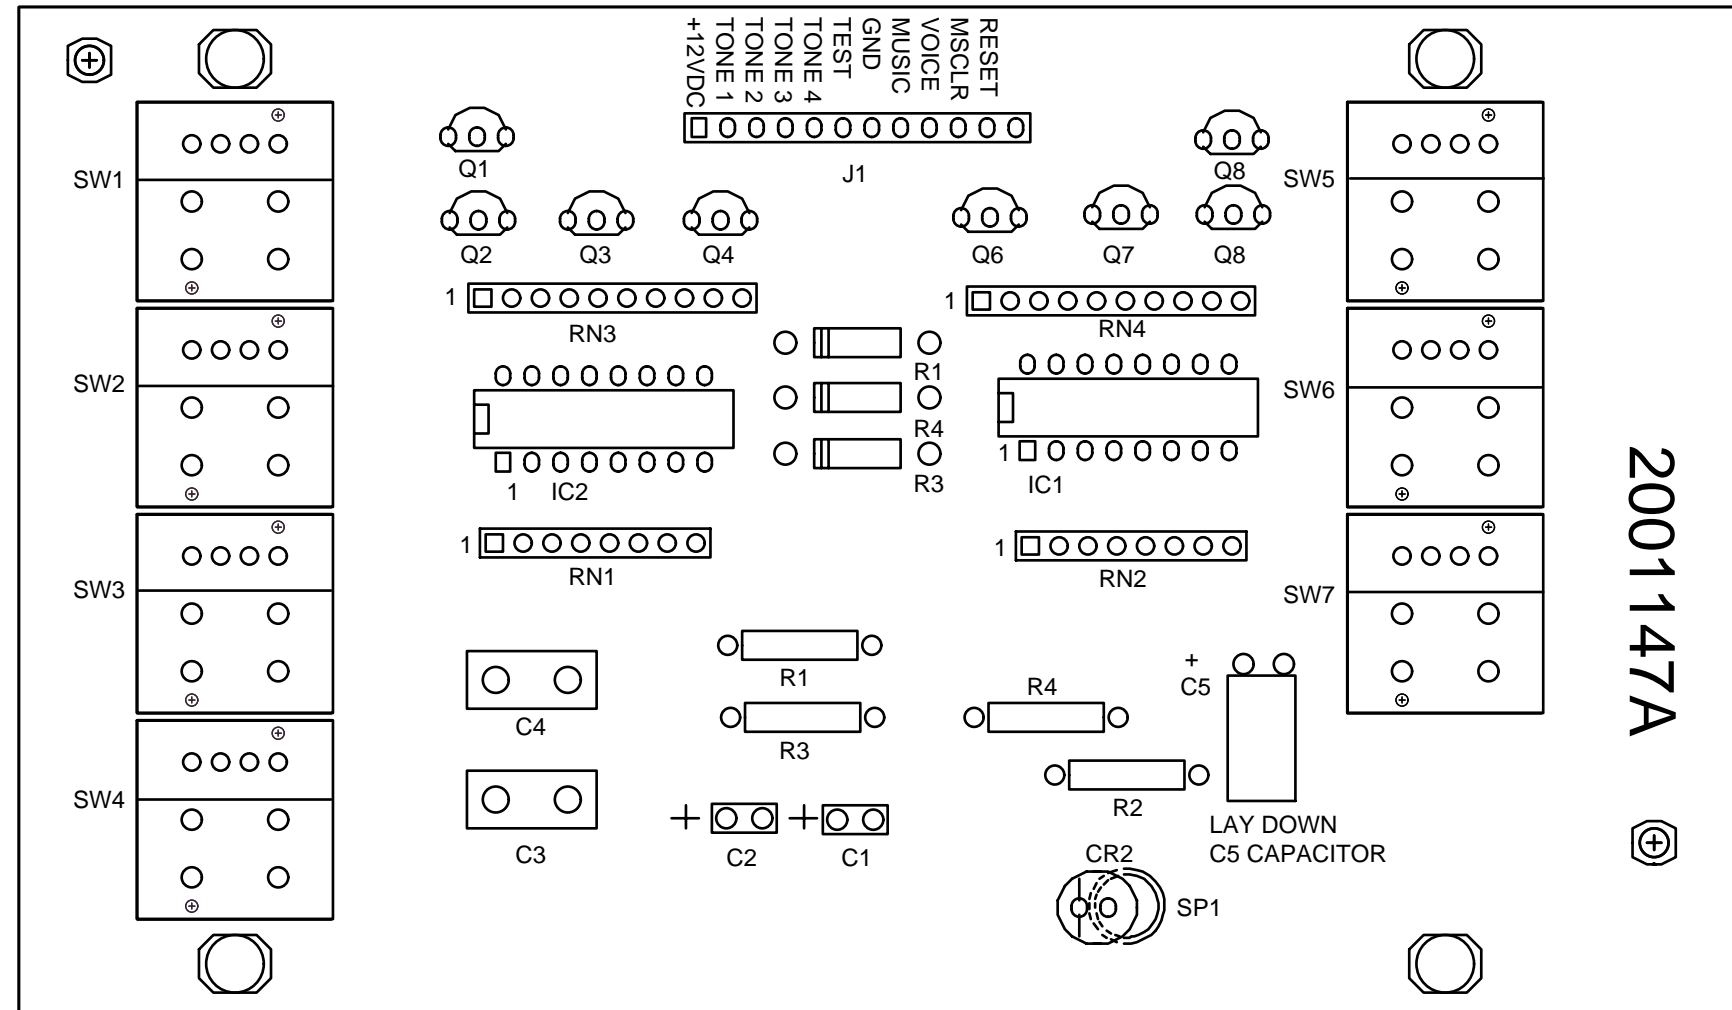 +12VDC
TONE 1
TONE 2
TONE 3
TONE 4
TEST
GND
MUSIC
VOICE
MSCLR
RESET
J1
Q1
Q8
SW1
SW5
Q2
Q3
Q4
Q6
Q7
Q8
1
RN3
1
RN4
R1
SW2
SW6
R4
1
IC2
R3
1
IC1
1
RN1
1
RN2
SW3
SW7
2001147A
R1
R4
+
C5
C4
R3
SW4
R2
LAY DOWN
C5 CAPACITOR
C3
+
C2
+
C1
CR2
SP1